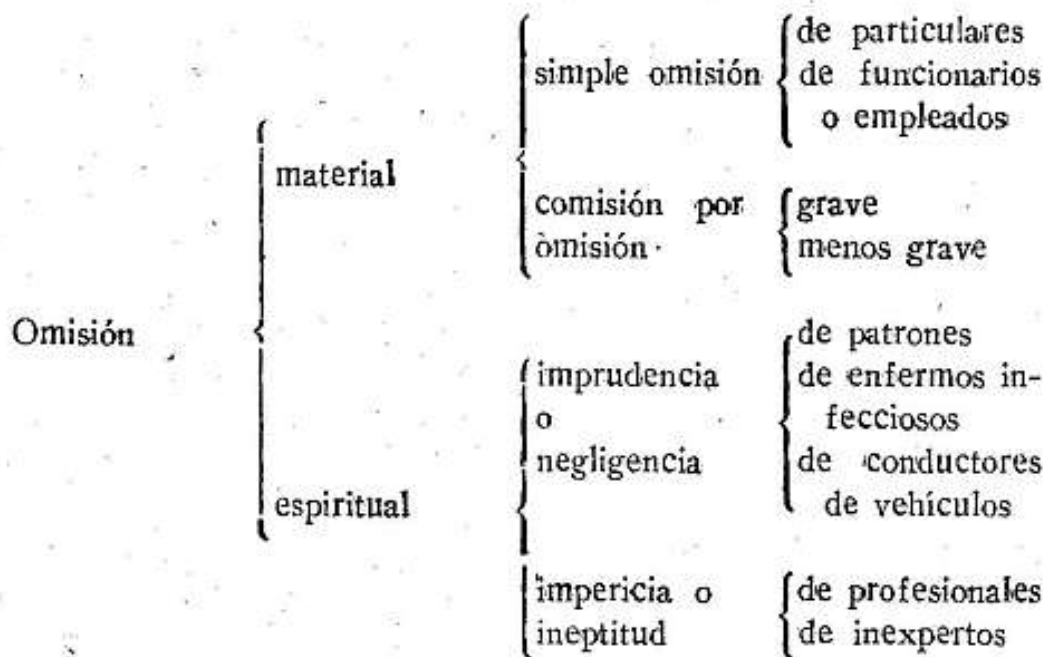 Omisión
material
simple omisión
de particulares
de funcionarios
o empleados
comisión por
omisión
grave
menos grave
espiritual
imprudencia
o
negligencia
de patrones
de enfermos in-
fecciosos
de conductores
de vehículos
impericia o
ineptitud
de profesionales
de inexpertos